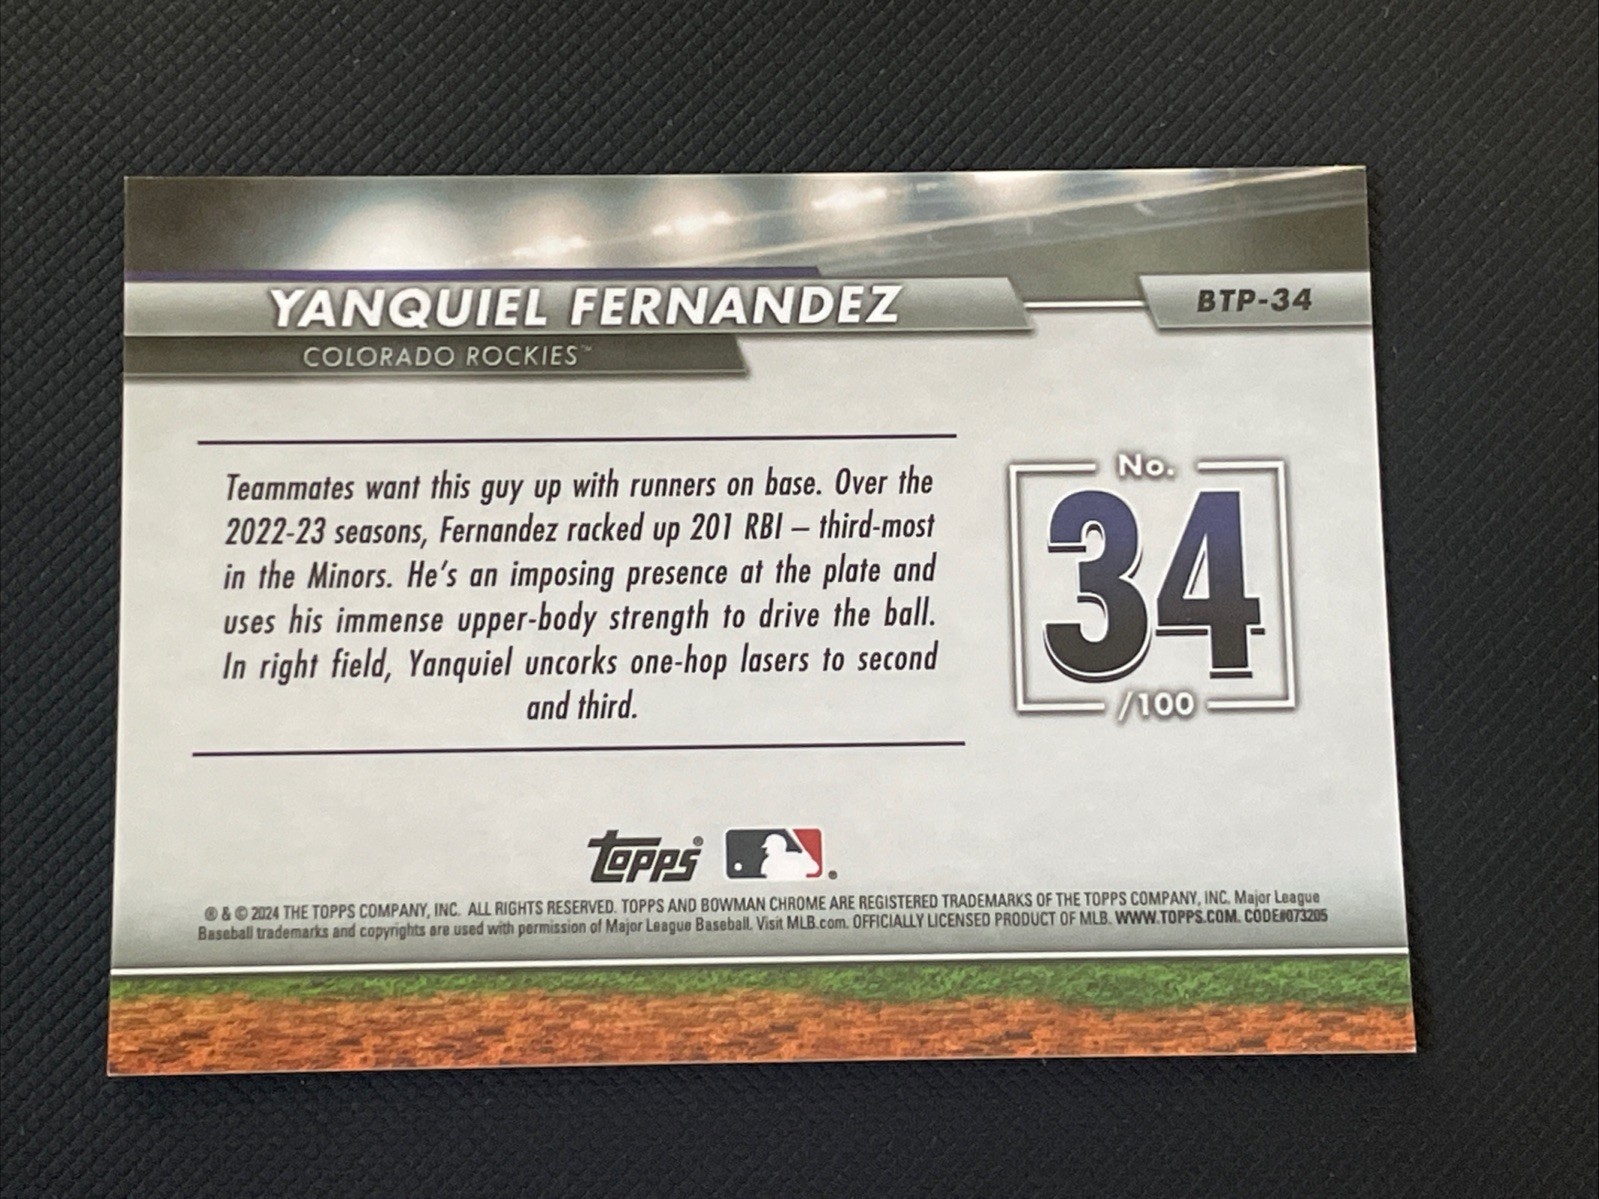 YANQUIEL FERNANDEZ
BTP-34
COLORADO ROCKIES™
Teammates want this guy up with runners on base. Over the
2022-23 seasons, Fernandez racked up 201 RBI – third-most
in the Minors. He's an imposing presence at the plate and
uses his immense upper-body strength to drive the ball.
In right field, Yanquiel uncorks one-hop lasers to second
and third.
No.
34
/100
TOPPS®
® & © 2024 THE TOPPS COMPANY, INC. ALL RIGHTS RESERVED. TOPPS AND BOWMAN CHROME ARE REGISTERED TRADEMARKS OF THE TOPPS COMPANY, INC. Major League
Baseball trademarks and copyrights are used with permission of Major League Baseball. Visit MLB.com. OFFICIALLY LICENSED PRODUCT OF MLB. WWW.TOPPS.COM. CODE#073205